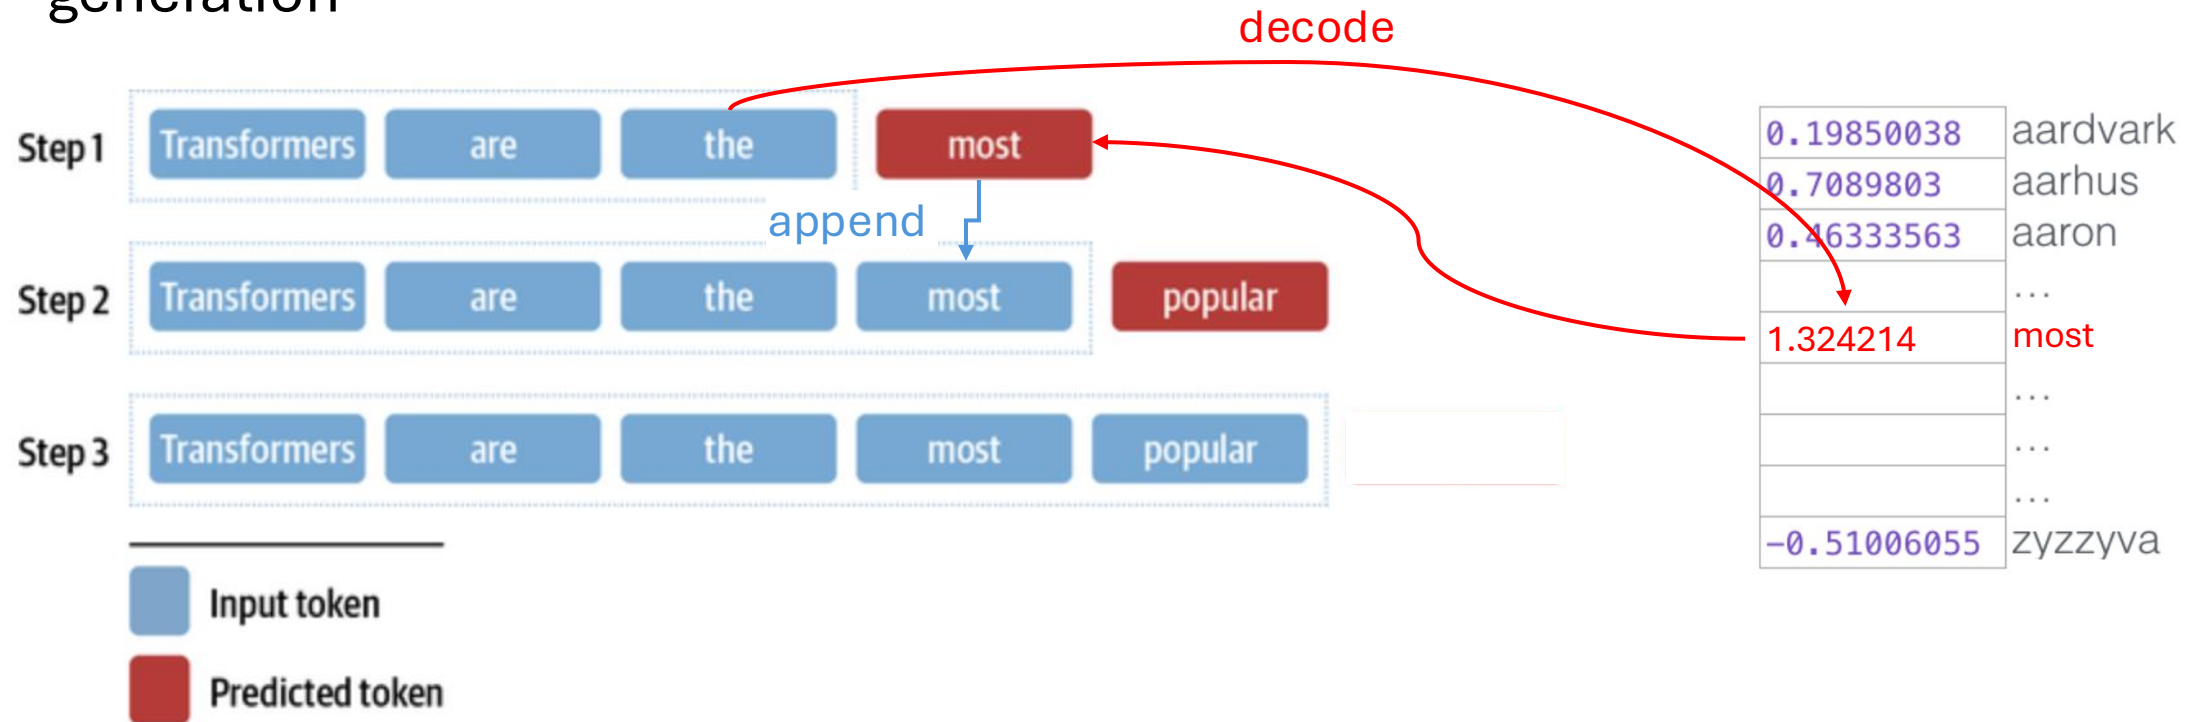 generation
decode
Step 1 Transformers are the most
append
Step 2 Transformers are the most popular
Step 3 Transformers are the most popular
Input token
Predicted token
0.19850038 aardvark
0.7089803 aarhus
0.46333563 aaron
...
1.324214 most
...
...
...
-0.51006055 zyzzyva